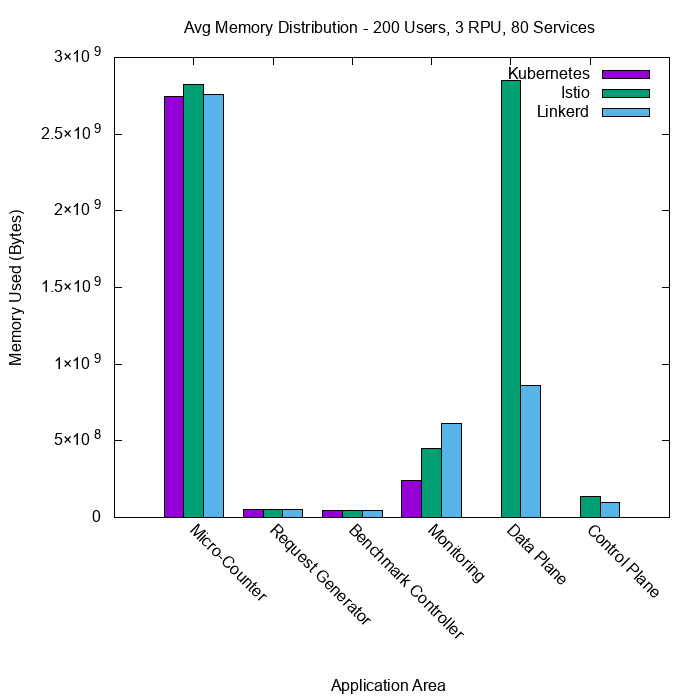 Avg Memory Distribution - 200 Users, 3 RPU, 80 Services
Kubernetes
Istio
Linkerd
3×10⁹
2.5×10⁹
2×10⁹
1.5×10⁹
1×10⁹
5×10⁸
0
Memory Used (Bytes)
Micro-Counter
Request Generator
Benchmark Controller
Monitoring
Data Plane
Control Plane
Application Area